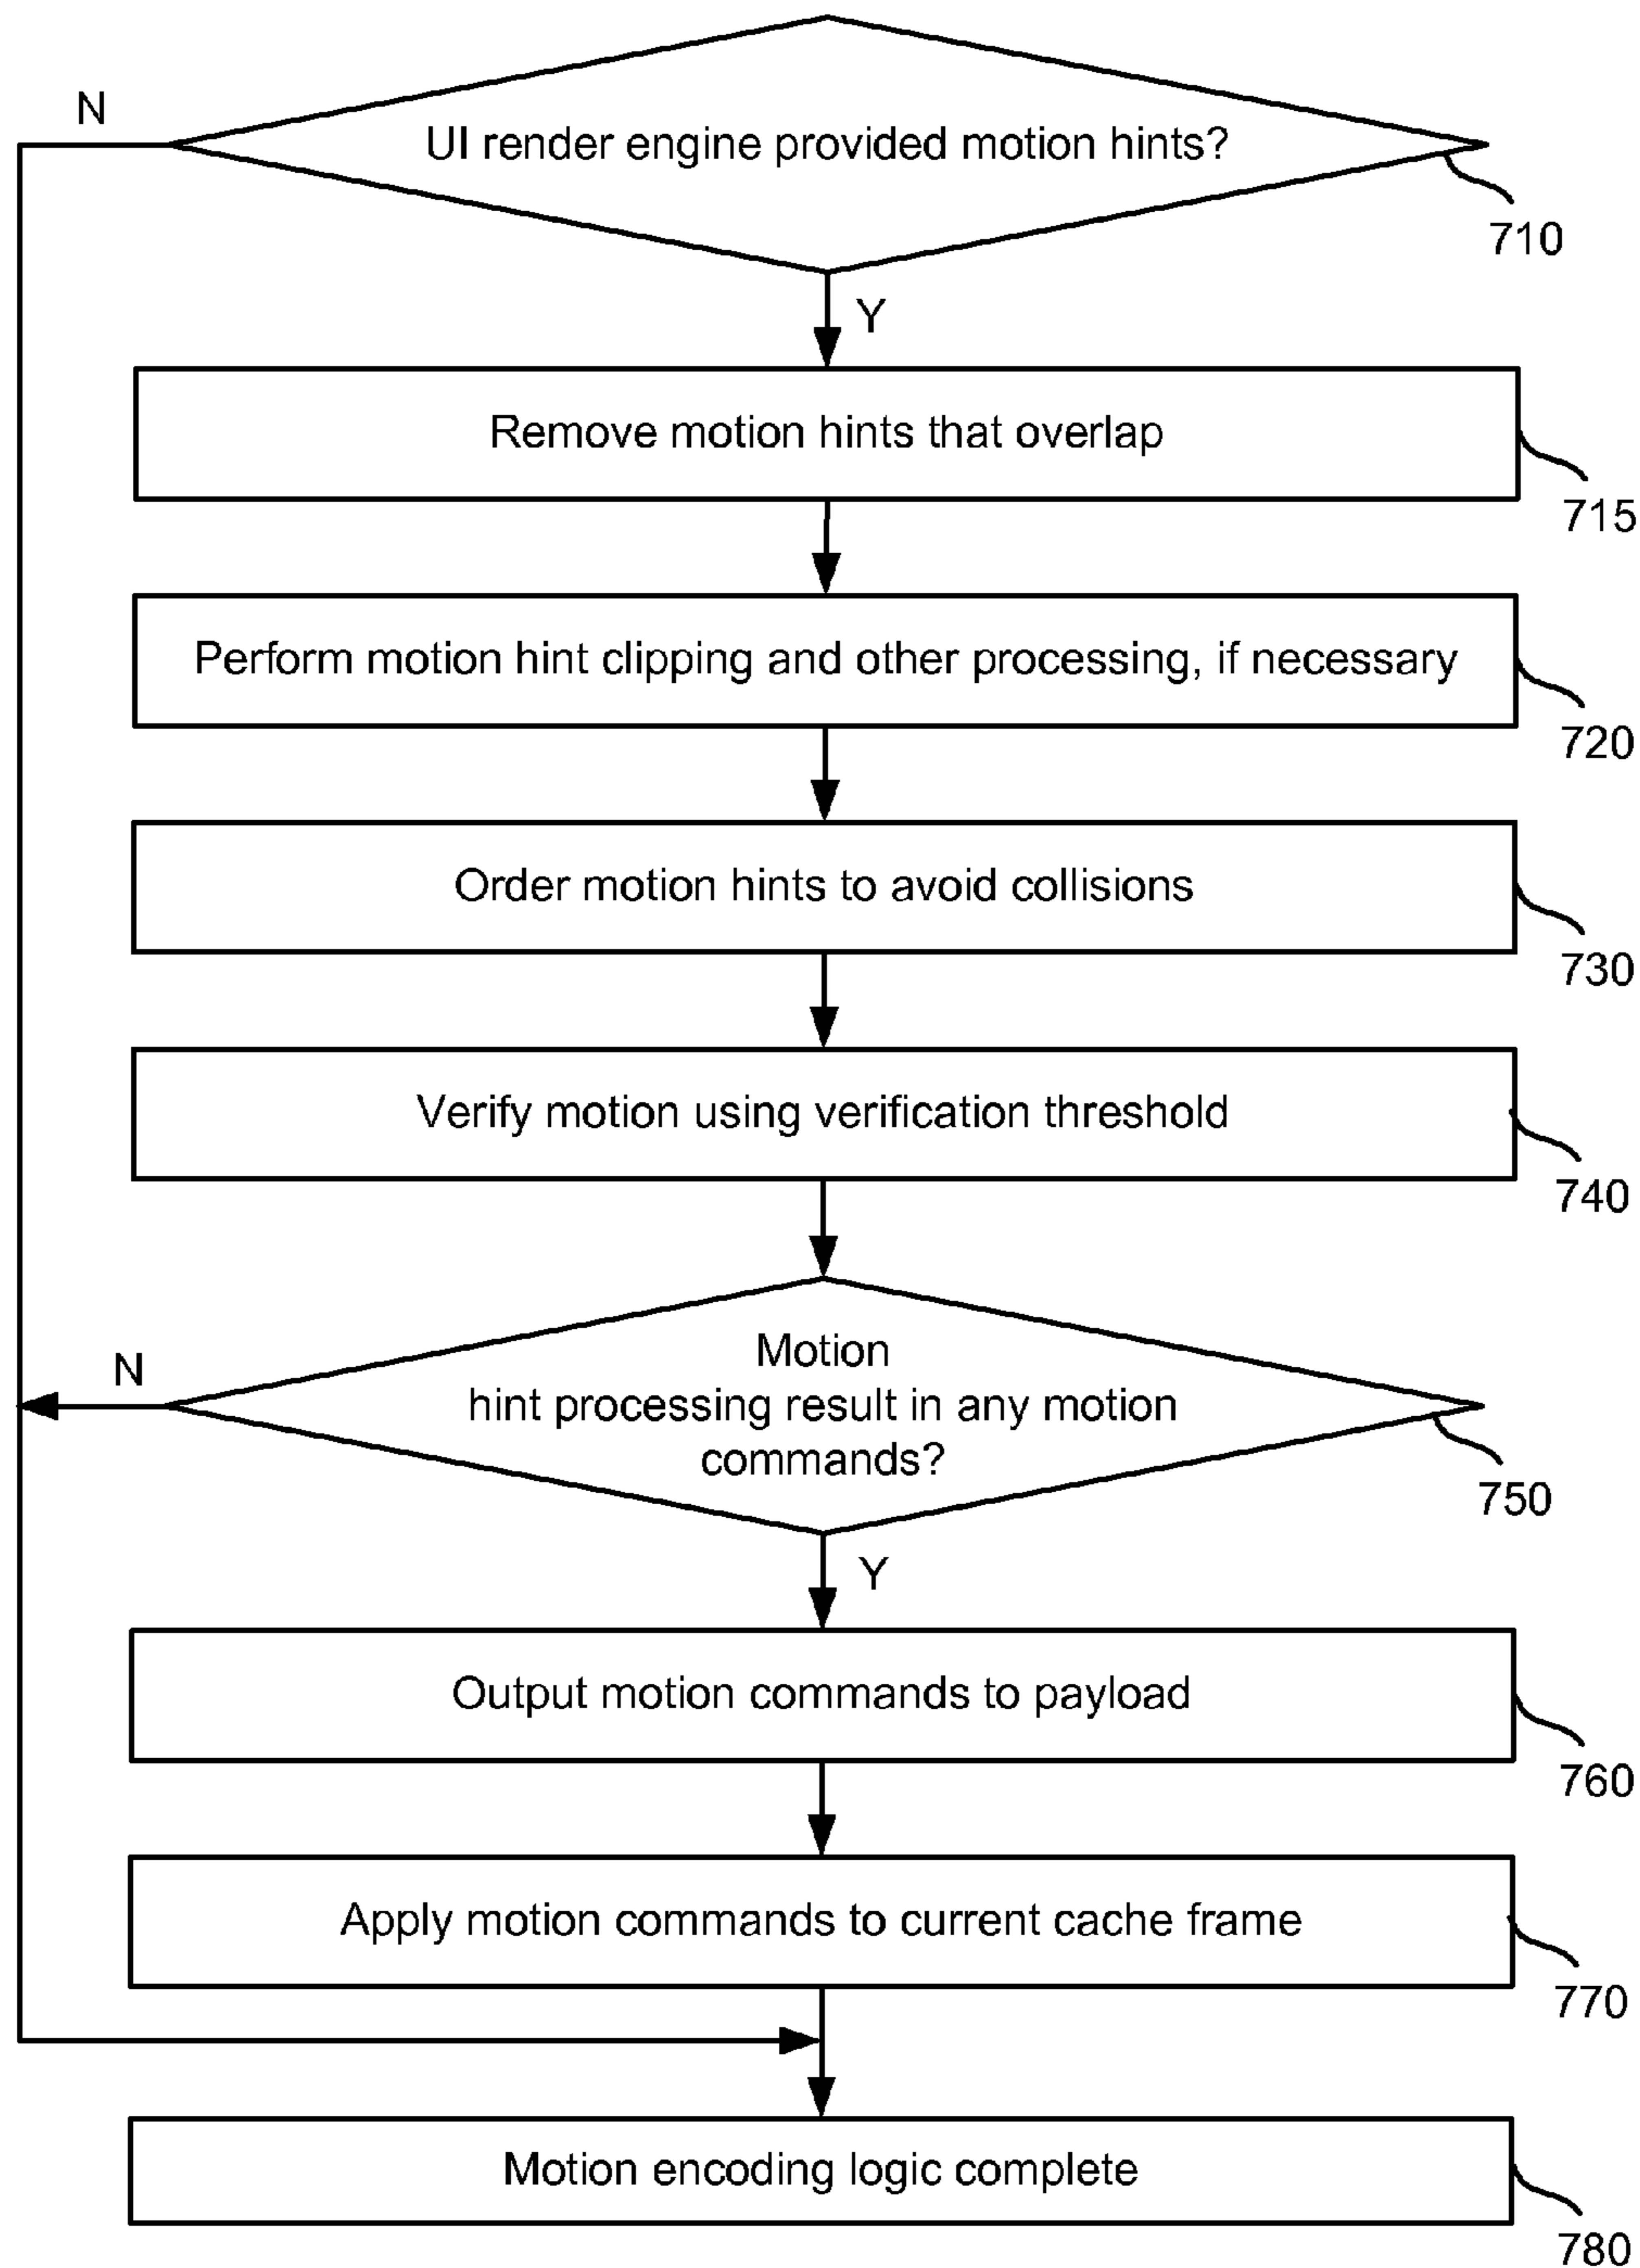 N
UI render engine provided motion hints?
710
Y
Remove motion hints that overlap
715
Perform motion hint clipping and other processing, if necessary
720
Order motion hints to avoid collisions
730
Verify motion using verification threshold
740
N
Motion
hint processing result in any motion
commands?
750
Y
Output motion commands to payload
760
Apply motion commands to current cache frame
770
Motion encoding logic complete
780